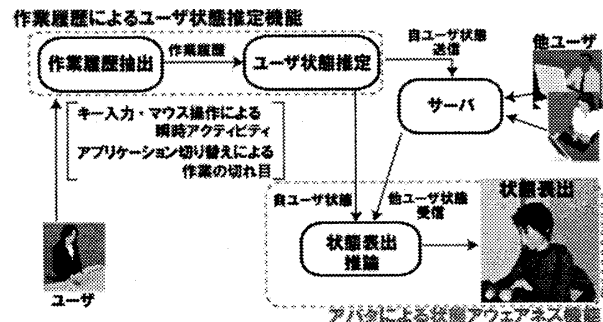 作業履歴によるユーザ状態推定機能
作業履歴抽出
作業履歴
ユーザ状態推定
自ユーザ状態
送信
他ユーザ
サーバ
キー入力・マウス操作による
瞬時アクティビティ
アプリケーション切り替えによる
作業の切れ目
自ユーザ状態
他ユーザ状態
受信
状態表出
状態表出
推論
ユーザ
アバタによる状態アウェアネス機能